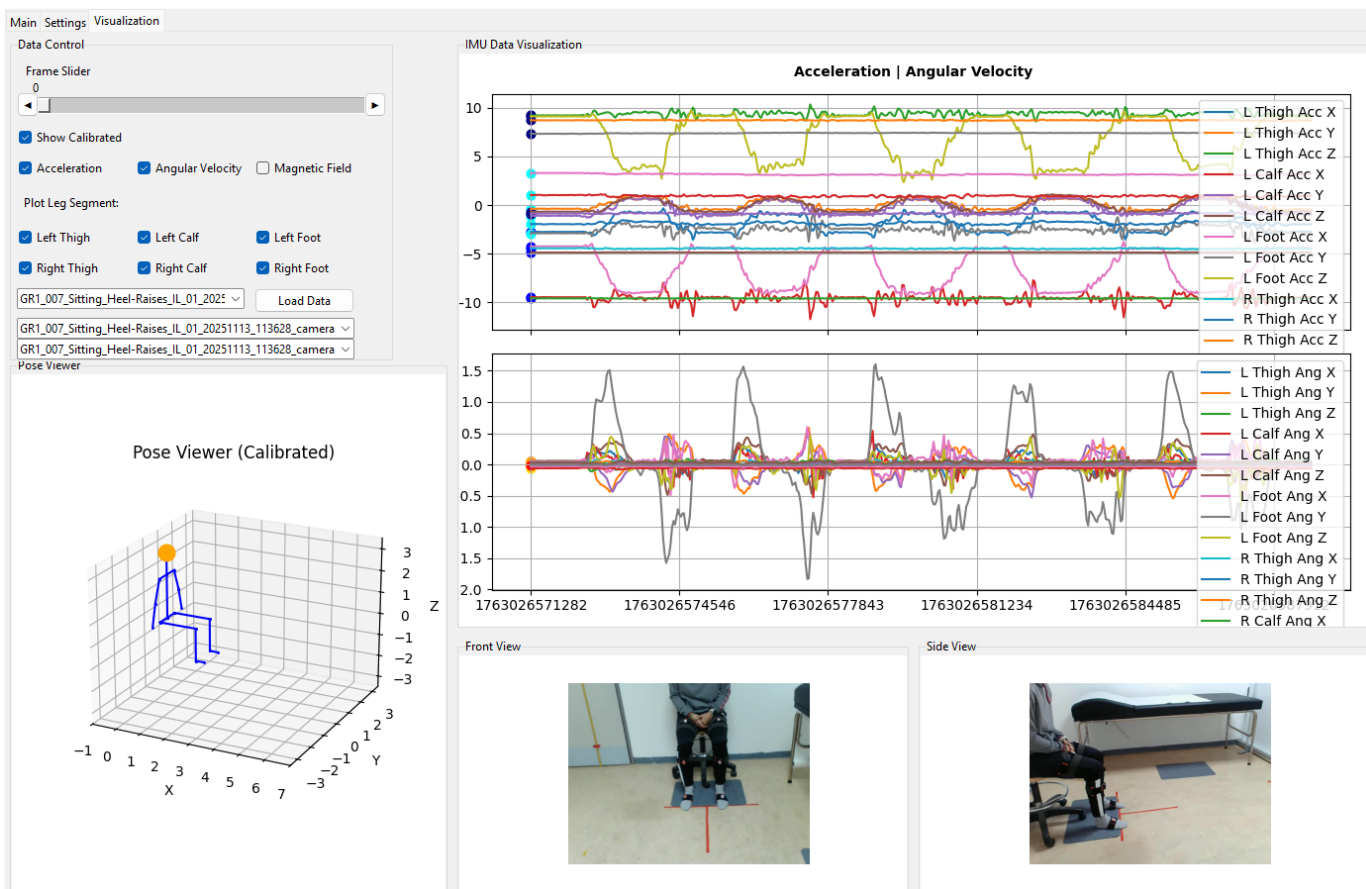 Main Settings Visualization
Data Control
Frame Slider
0
Show Calibrated
Acceleration Angular Velocity Magnetic Field
Plot Leg Segment:
Left Thigh Left Calf Left Foot
Right Thigh Right Calf Right Foot
GR1_007_Sitting_Heel-Raises_IL_01_2025 Load Data
GR1_007_Sitting_Heel-Raises_IL_01_20251113_113628_camera
GR1_007_Sitting_Heel-Raises_IL_01_20251113_113628_camera
Pose Viewer
Pose Viewer (Calibrated)
3
2
1
0
−1
−2
−3
Z
−1 0 1 2 3 4 5 6 7
X
−3 −2 −1 0 1 2 3
Y
IMU Data Visualization
Acceleration | Angular Velocity
10
5
0
−5
-10
L Thigh Acc X
L Thigh Acc Y
L Thigh Acc Z
L Calf Acc X
L Calf Acc Y
L Calf Acc Z
L Foot Acc X
L Foot Acc Y
L Foot Acc Z
R Thigh Acc X
R Thigh Acc Y
R Thigh Acc Z
1.5
1.0
0.5
0.0
0.5
1.0
1.5
2.0
L Thigh Ang X
L Thigh Ang Y
L Thigh Ang Z
L Calf Ang X
L Calf Ang Y
L Calf Ang Z
L Foot Ang X
L Foot Ang Y
L Foot Ang Z
R Thigh Ang X
R Thigh Ang Y
R Thigh Ang Z
R Calf Ang X
1763026571282 1763026574546 1763026577843 1763026581234 1763026584485
Front View
Side View